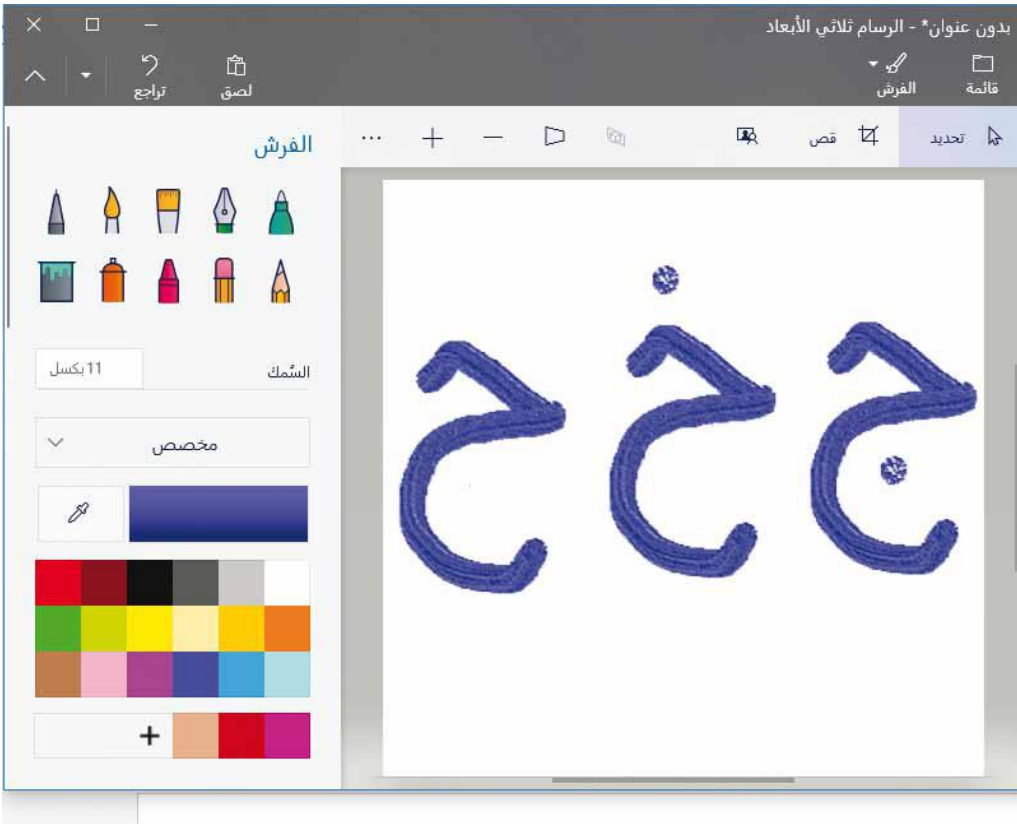 بدون عنوان* - الرسام ثلاثي الأبعاد
قائمة الفرش لصق تراجع
تحديد قص
الفرش
السُمك 11 بكسل
مخصص
ج خ ح